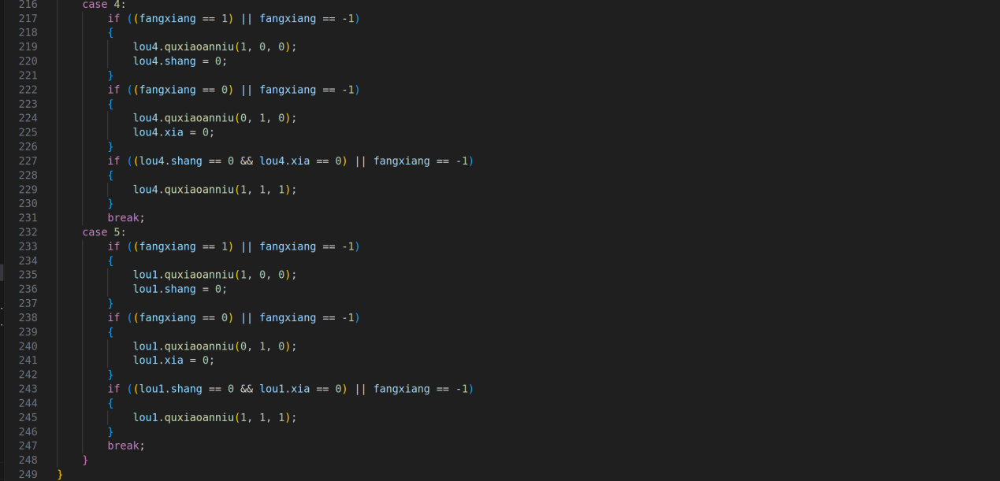 216 case 4:
217 if ((fangxiang == 1) || fangxiang == -1)
218 {
219 lou4.quxiaoanniu(1, 0, 0);
220 lou4.shang = 0;
221 }
222 if ((fangxiang == 0) || fangxiang == -1)
223 {
224 lou4.quxiaoanniu(0, 1, 0);
225 lou4.xia = 0;
226 }
227 if ((lou4.shang == 0 && lou4.xia == 0) || fangxiang == -1)
228 {
229 lou4.quxiaoanniu(1, 1, 1);
230 }
231 break;
232 case 5:
233 if ((fangxiang == 1) || fangxiang == -1)
234 {
235 lou1.quxiaoanniu(1, 0, 0);
236 lou1.shang = 0;
237 }
238 if ((fangxiang == 0) || fangxiang == -1)
239 {
240 lou1.quxiaoanniu(0, 1, 0);
241 lou1.xia = 0;
242 }
243 if ((lou1.shang == 0 && lou1.xia == 0) || fangxiang == -1)
244 {
245 lou1.quxiaoanniu(1, 1, 1);
246 }
247 break;
248 }
249 }